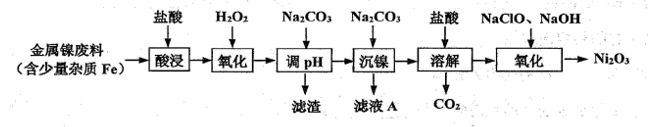 盐酸 H₂O₂ Na₂CO₃ Na₂CO₃ 盐酸 NaClO、NaOH
金属镍废料
（含少量杂质 Fe）
酸浸 氧化 调 pH 沉镍 溶解 氧化 Ni₂O₃
滤渣 滤液 A CO₂